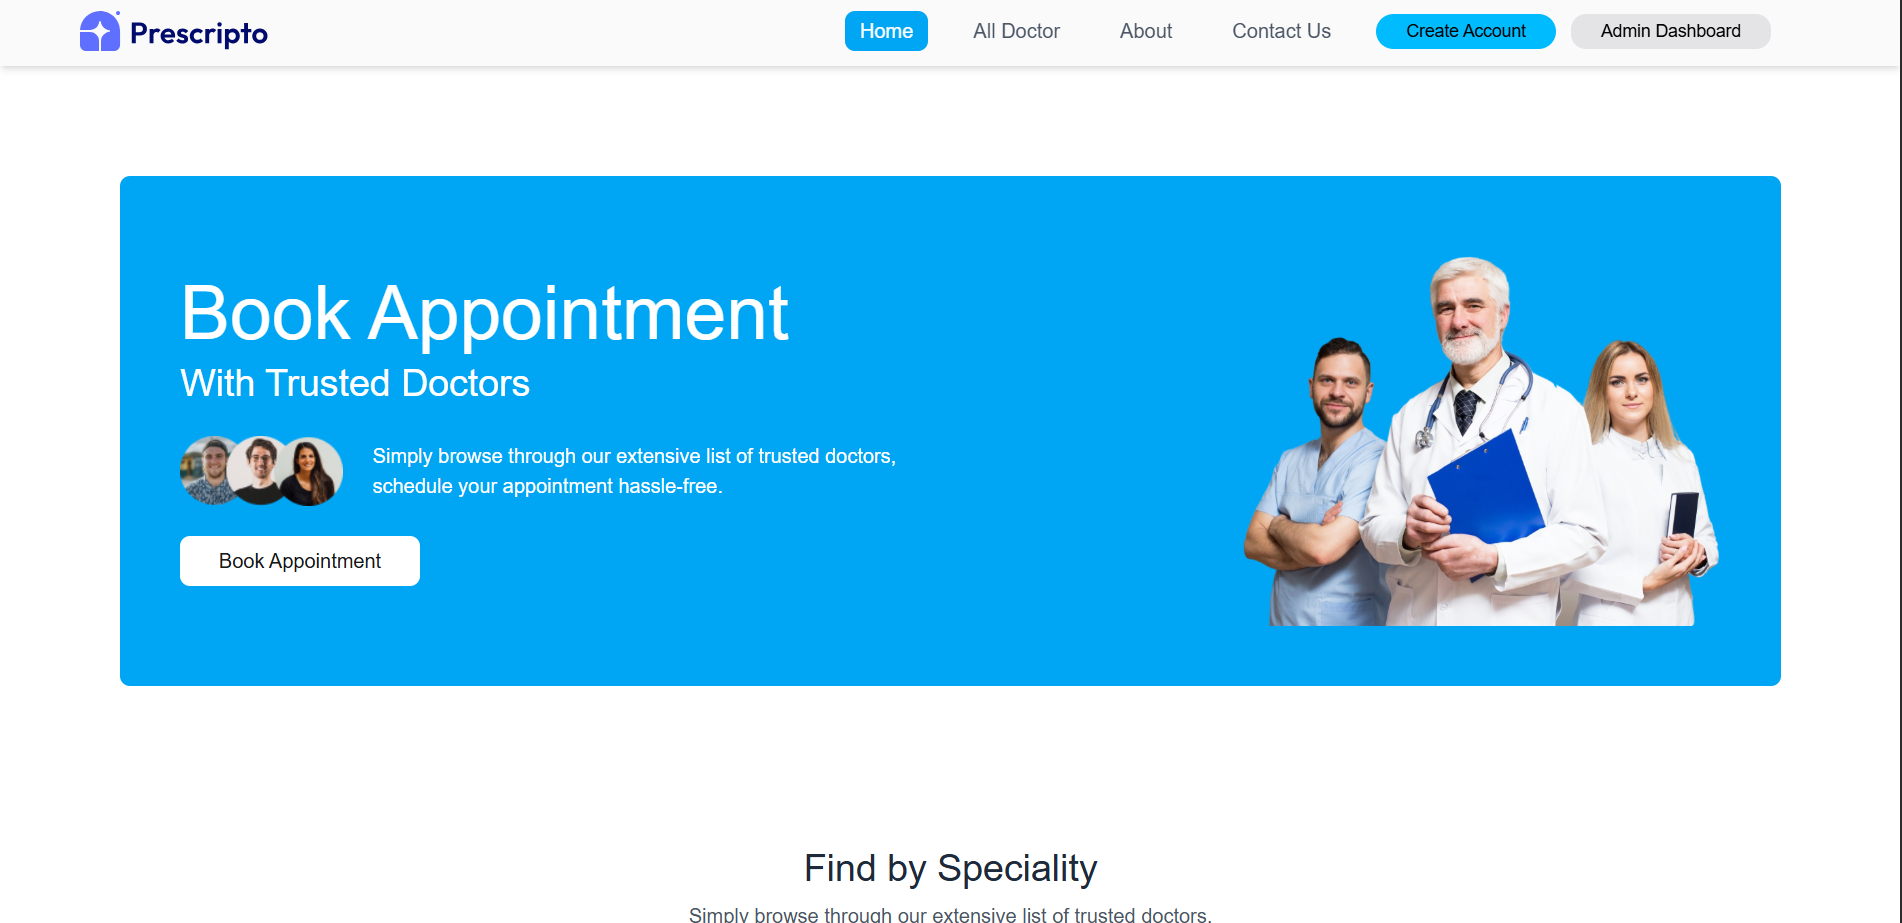 Prescripto
Home
All Doctor
About
Contact Us
Create Account
Admin Dashboard
Book Appointment
With Trusted Doctors
Simply browse through our extensive list of trusted doctors,
schedule your appointment hassle-free.
Book Appointment
Find by Speciality
Simply browse through our extensive list of trusted doctors.